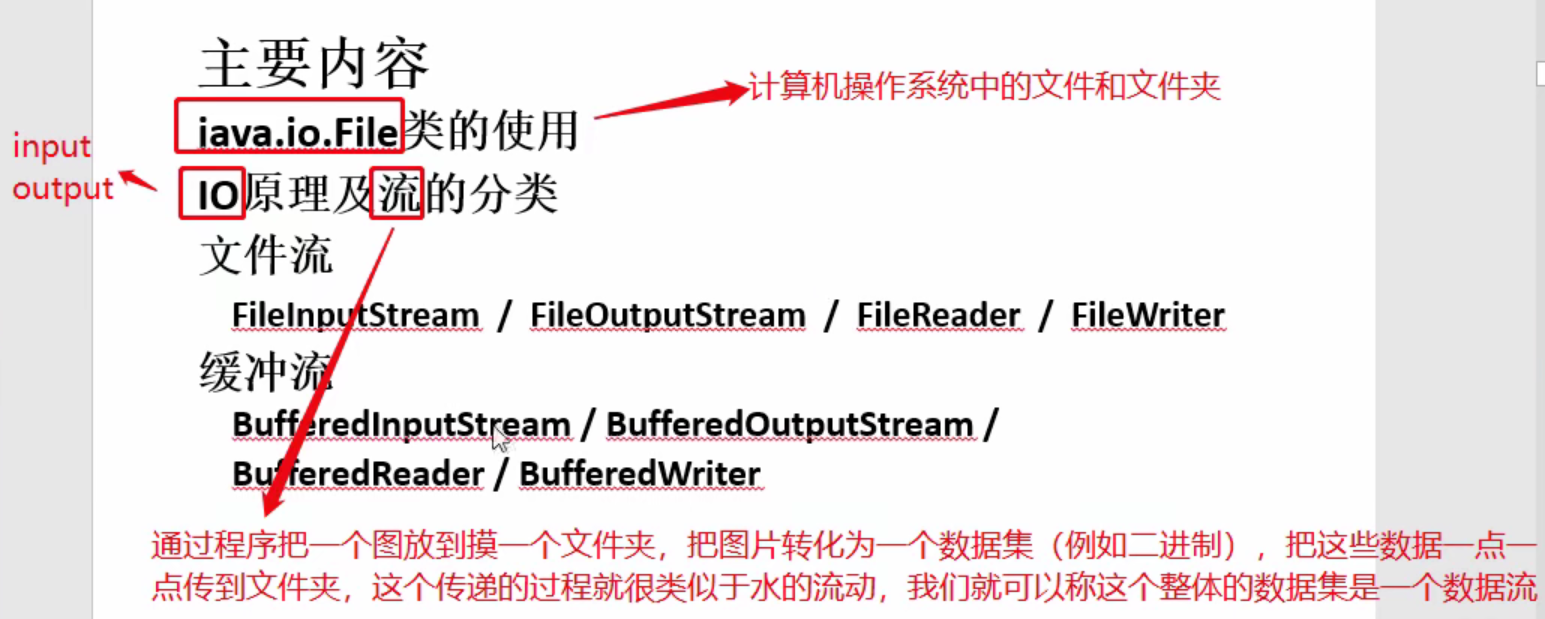 主要内容
计算机操作系统中的文件和文件夹
java.io.File类的使用
input
output
IO原理及流的分类
文件流
FileInputStream / FileOutputStream / FileReader / FileWriter
缓冲流
BufferedInputStream / BufferedOutputStream /
BufferedReader / BufferedWriter
通过程序把一个图放到摸一个文件夹，把图片转化为一个数据集（例如二进制），把这些数据一点一
点传到文件夹，这个传递的过程就很类似于水的流动，我们就可以称这个整体的数据集是一个数据流